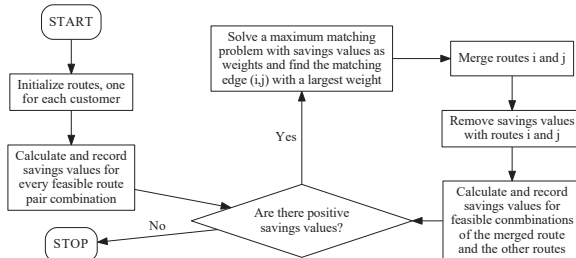 START
Initialize routes, one
for each customer
Calculate and record
savings values for
every feasible route
pair combination
Are there positive
savings values?
No
STOP
Yes
Solve a maximum matching
problem with savings values as
weights and find the matching
edge (i,j) with a largest weight
Merge routes i and j
Remove savings values
with routes i and j
Calculate and record
savings values for
feasible conmbinations
of the merged route
and the other routes